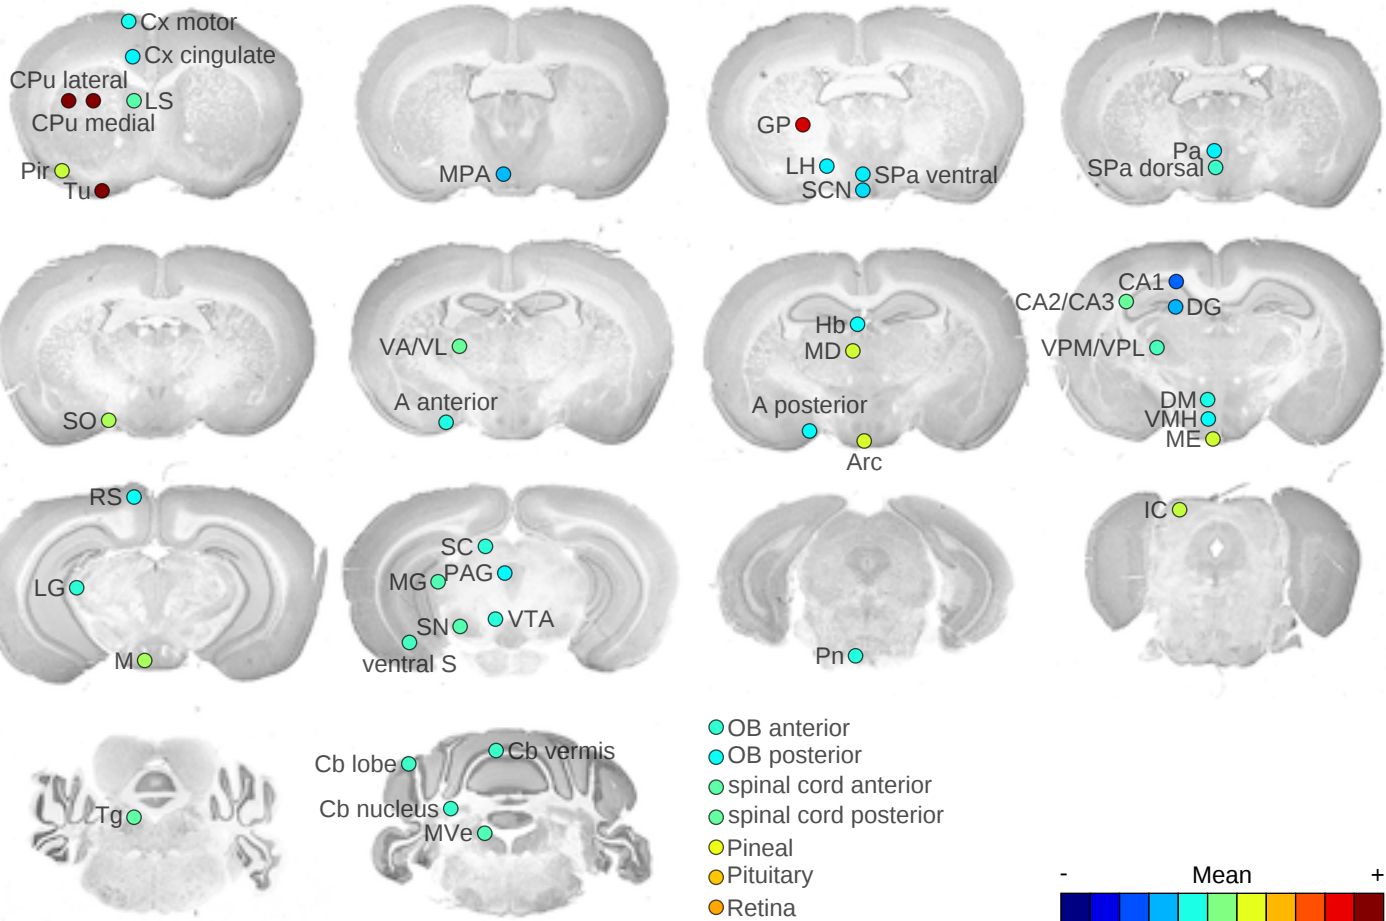 Cx motor
Cx cingulate
CPu lateral
LS
CPu medial
Pir
Tu
MPA
GP
LH
SPa ventral
SCN
Pa
SPa dorsal
SO
VA/VL
A anterior
Hb
MD
A posterior
Arc
CA1
CA2/CA3
DG
VPM/VPL
DM
VMH
ME
RS
LG
M
SC
MG
PAG
SN
VTA
ventral S
Pn
IC
Tg
Cb lobe
Cb vermis
Cb nucleus
MVe
OB anterior
OB posterior
spinal cord anterior
spinal cord posterior
Pineal
Pituitary
Retina
- Mean +